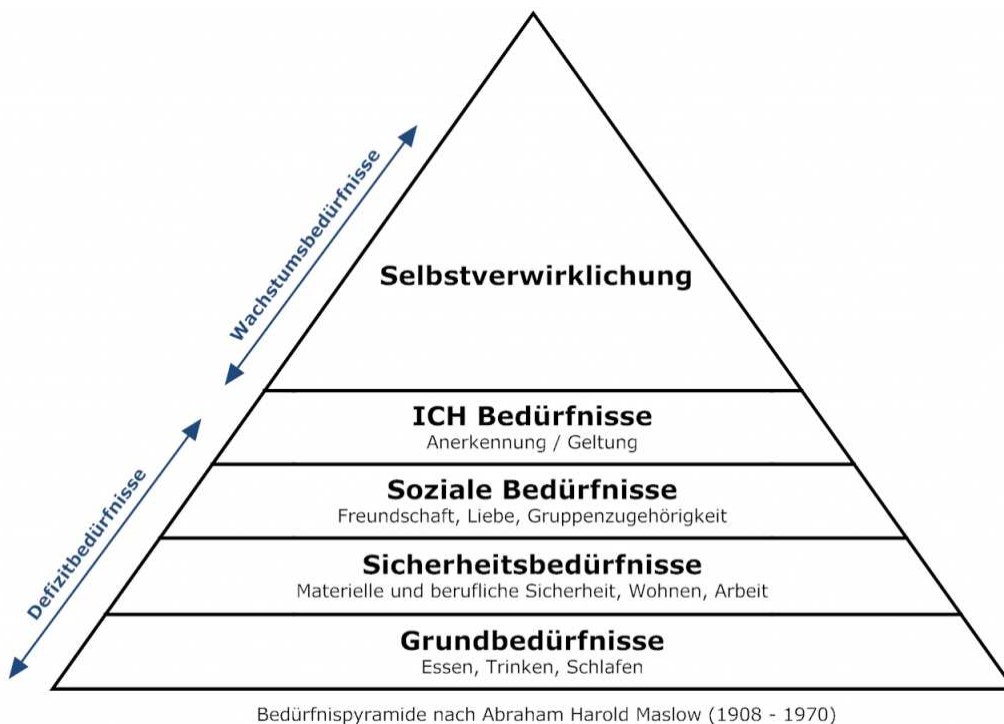 Wachstumsbedürfnisse
Selbstverwirklichung
ICH Bedürfnisse
Anerkennung / Geltung
Defizitbedürfnisse
Soziale Bedürfnisse
Freundschaft, Liebe, Gruppenzugehörigkeit
Sicherheitsbedürfnisse
Materielle und berufliche Sicherheit, Wohnen, Arbeit
Grundbedürfnisse
Essen, Trinken, Schlafen
Bedürfnispyramide nach Abraham Harold Maslow (1908 - 1970)